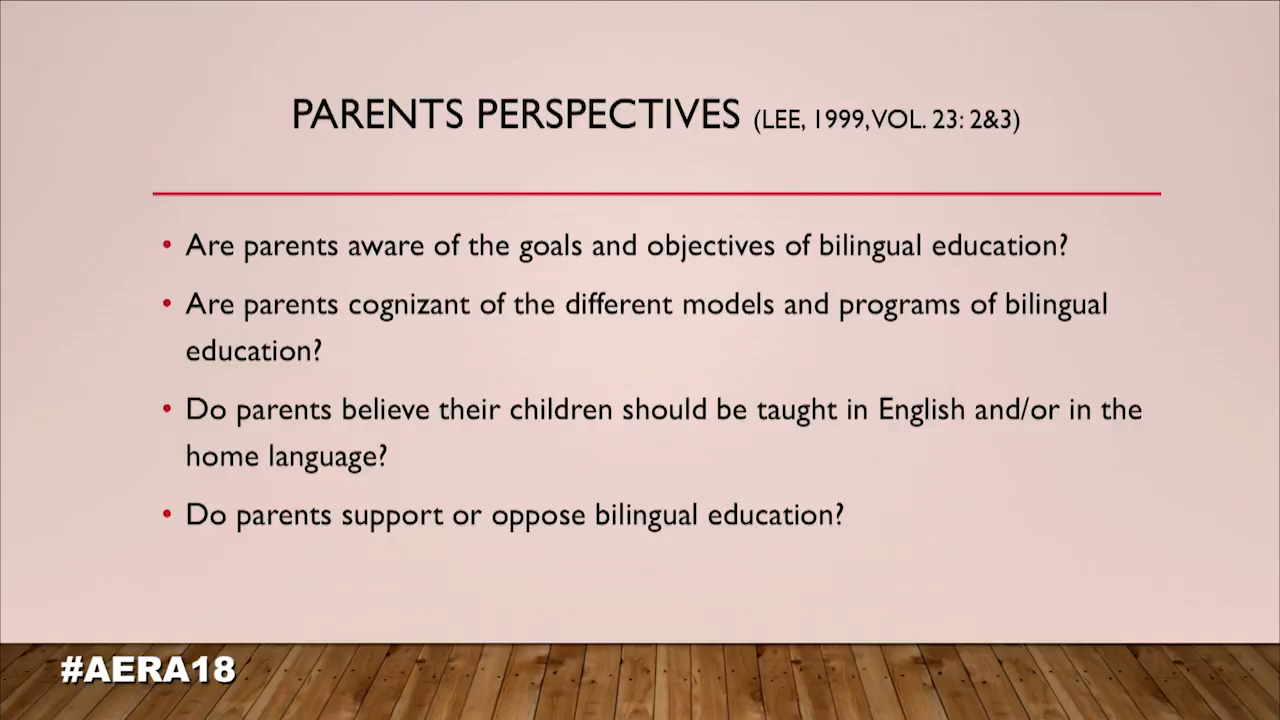 PARENTS PERSPECTIVES (LEE, 1999, VOL. 23: 2&3)
• Are parents aware of the goals and objectives of bilingual education?
• Are parents cognizant of the different models and programs of bilingual
education?
• Do parents believe their children should be taught in English and/or in the
home language?
• Do parents support or oppose bilingual education?
#AERA18